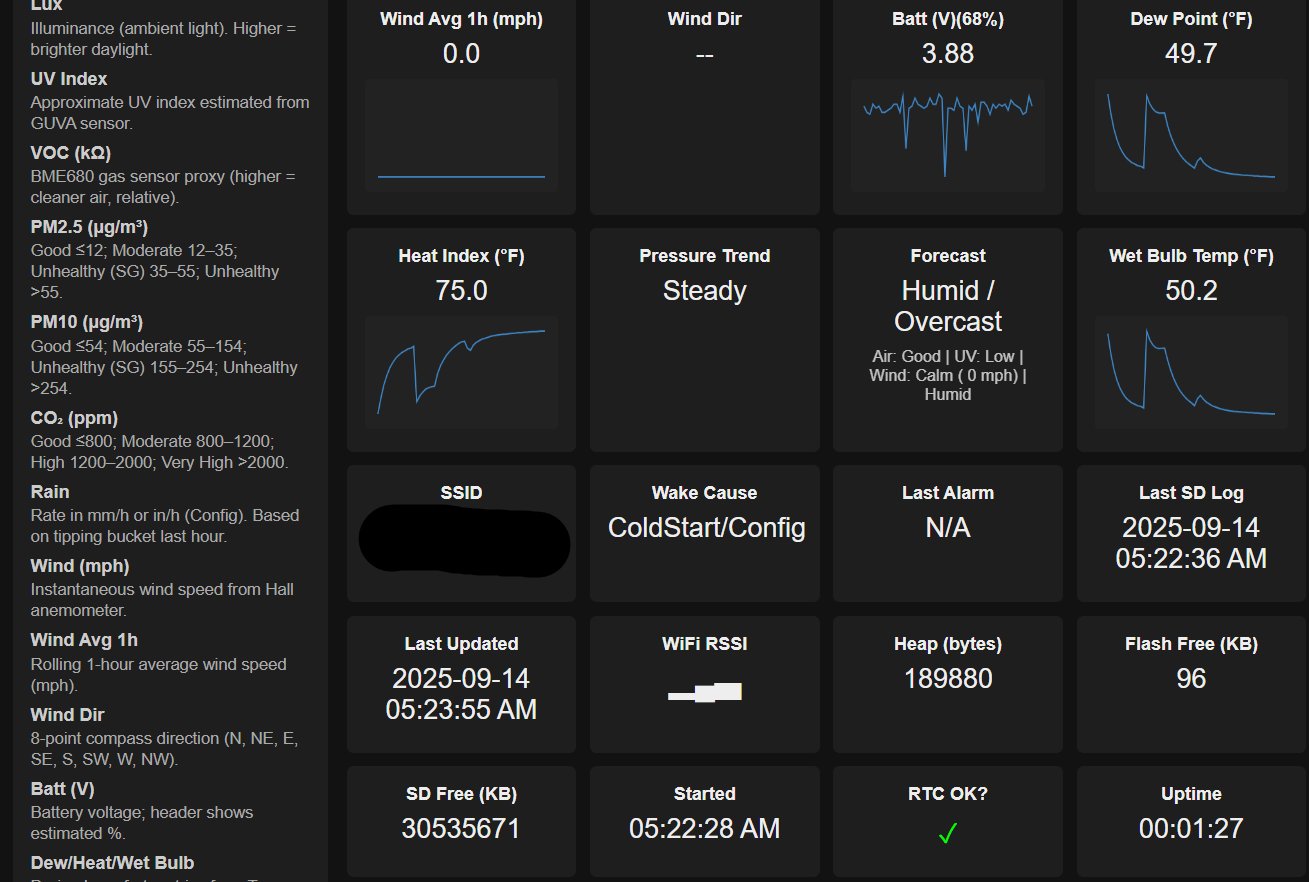 Lux
Illuminance (ambient light). Higher =
brighter daylight.
UV Index
Approximate UV index estimated from
GUVA sensor.
VOC (kΩ)
BME680 gas sensor proxy (higher =
cleaner air, relative).
PM2.5 (µg/m³)
Good ≤12; Moderate 12–35;
Unhealthy (SG) 35–55; Unhealthy
>55.
PM10 (µg/m³)
Good ≤54; Moderate 55–154;
Unhealthy (SG) 155–254; Unhealthy
>254.
CO₂ (ppm)
Good ≤800; Moderate 800–1200;
High 1200–2000; Very High >2000.
Rain
Rate in mm/h or in/h (Config). Based
on tipping bucket last hour.
Wind (mph)
Instantaneous wind speed from Hall
anemometer.
Wind Avg 1h
Rolling 1-hour average wind speed
(mph).
Wind Dir
8-point compass direction (N, NE, E,
SE, S, SW, W, NW).
Batt (V)
Battery voltage; header shows
estimated %.
Dew/Heat/Wet Bulb
Wind Avg 1h (mph)
0.0
Wind Dir
--
Batt (V)(68%)
3.88
Dew Point (°F)
49.7
Heat Index (°F)
75.0
Pressure Trend
Steady
Forecast
Humid /
Overcast
Air: Good | UV: Low |
Wind: Calm ( 0 mph) |
Humid
Wet Bulb Temp (°F)
50.2
SSID
Wake Cause
ColdStart/Config
Last Alarm
N/A
Last SD Log
2025-09-14
05:22:36 AM
Last Updated
2025-09-14
05:23:55 AM
WiFi RSSI
Heap (bytes)
189880
Flash Free (KB)
96
SD Free (KB)
30535671
Started
05:22:28 AM
RTC OK?
✓
Uptime
00:01:27